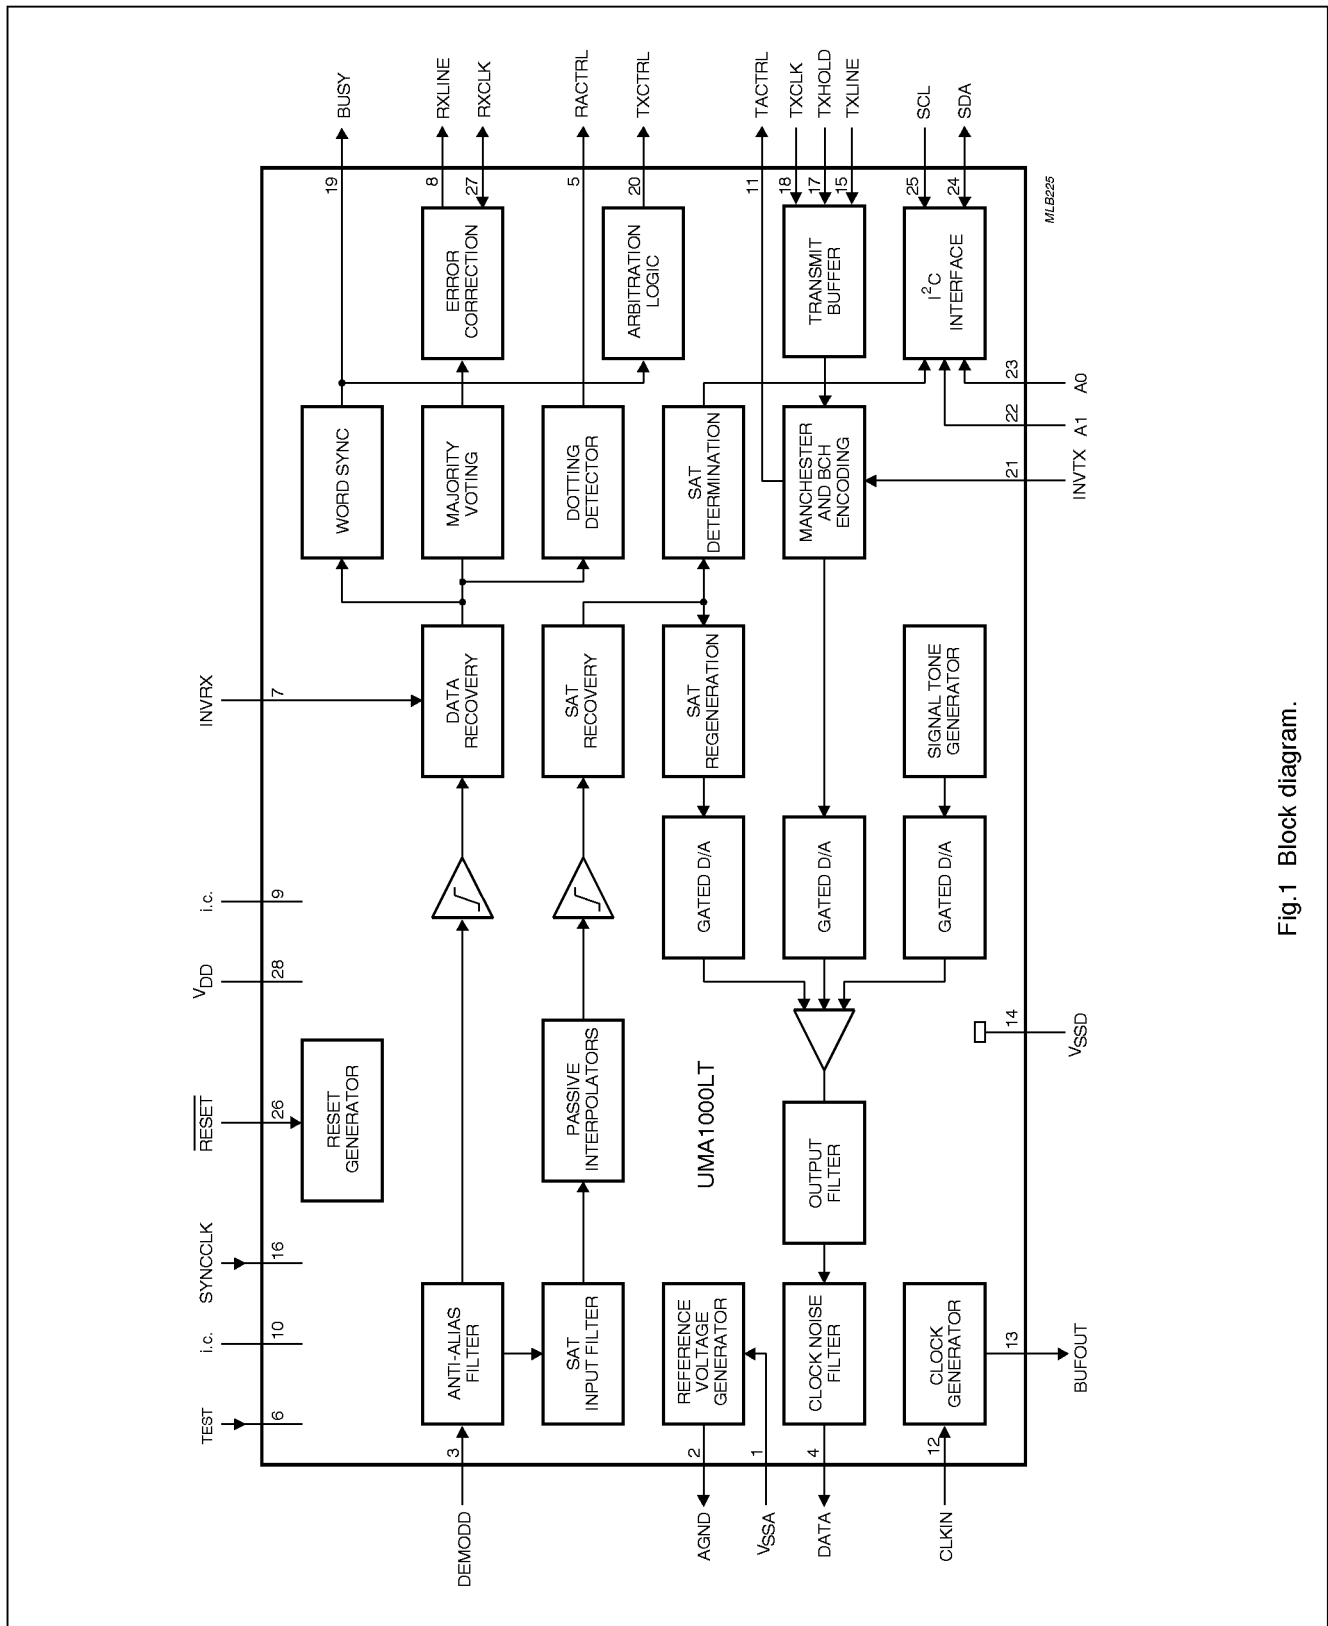 TEST
i.c.
SYNCCLK
RESET
VDD
i.c.
INVRX
6
10
16
26
28
9
7
RESET
GENERATOR
WORD SYNC
19
BUSY
DEMODD
3
ANTI-ALIAS
FILTER
DATA
RECOVERY
MAJORITY
VOTING
ERROR
CORRECTION
8
RXLINE
27
RXCLK
SAT
INPUT FILTER
PASSIVE
INTERPOLATORS
SAT
RECOVERY
DOTTING
DETECTOR
5
RACTRL
ARBITRATION
LOGIC
20
TXCTRL
AGND
2
VSSA
1
REFERENCE
VOLTAGE
GENERATOR
UMA1000LT
GATED D/A
SAT
REGENERATION
SAT
DETERMINATION
11
TACTRL
DATA
4
CLOCK NOISE
FILTER
OUTPUT
FILTER
GATED D/A
MANCHESTER
AND BCH
ENCODING
TRANSMIT
BUFFER
18
TXCLK
17
TXHOLD
15
TXLINE
CLKIN
12
CLOCK
GENERATOR
GATED D/A
SIGNAL TONE
GENERATOR
I2C
INTERFACE
25
SCL
24
SDA
13
14
21
22
23
BUFOUT
VSSD
INVTX
A1
A0
MLB225
Fig.1 Block diagram.